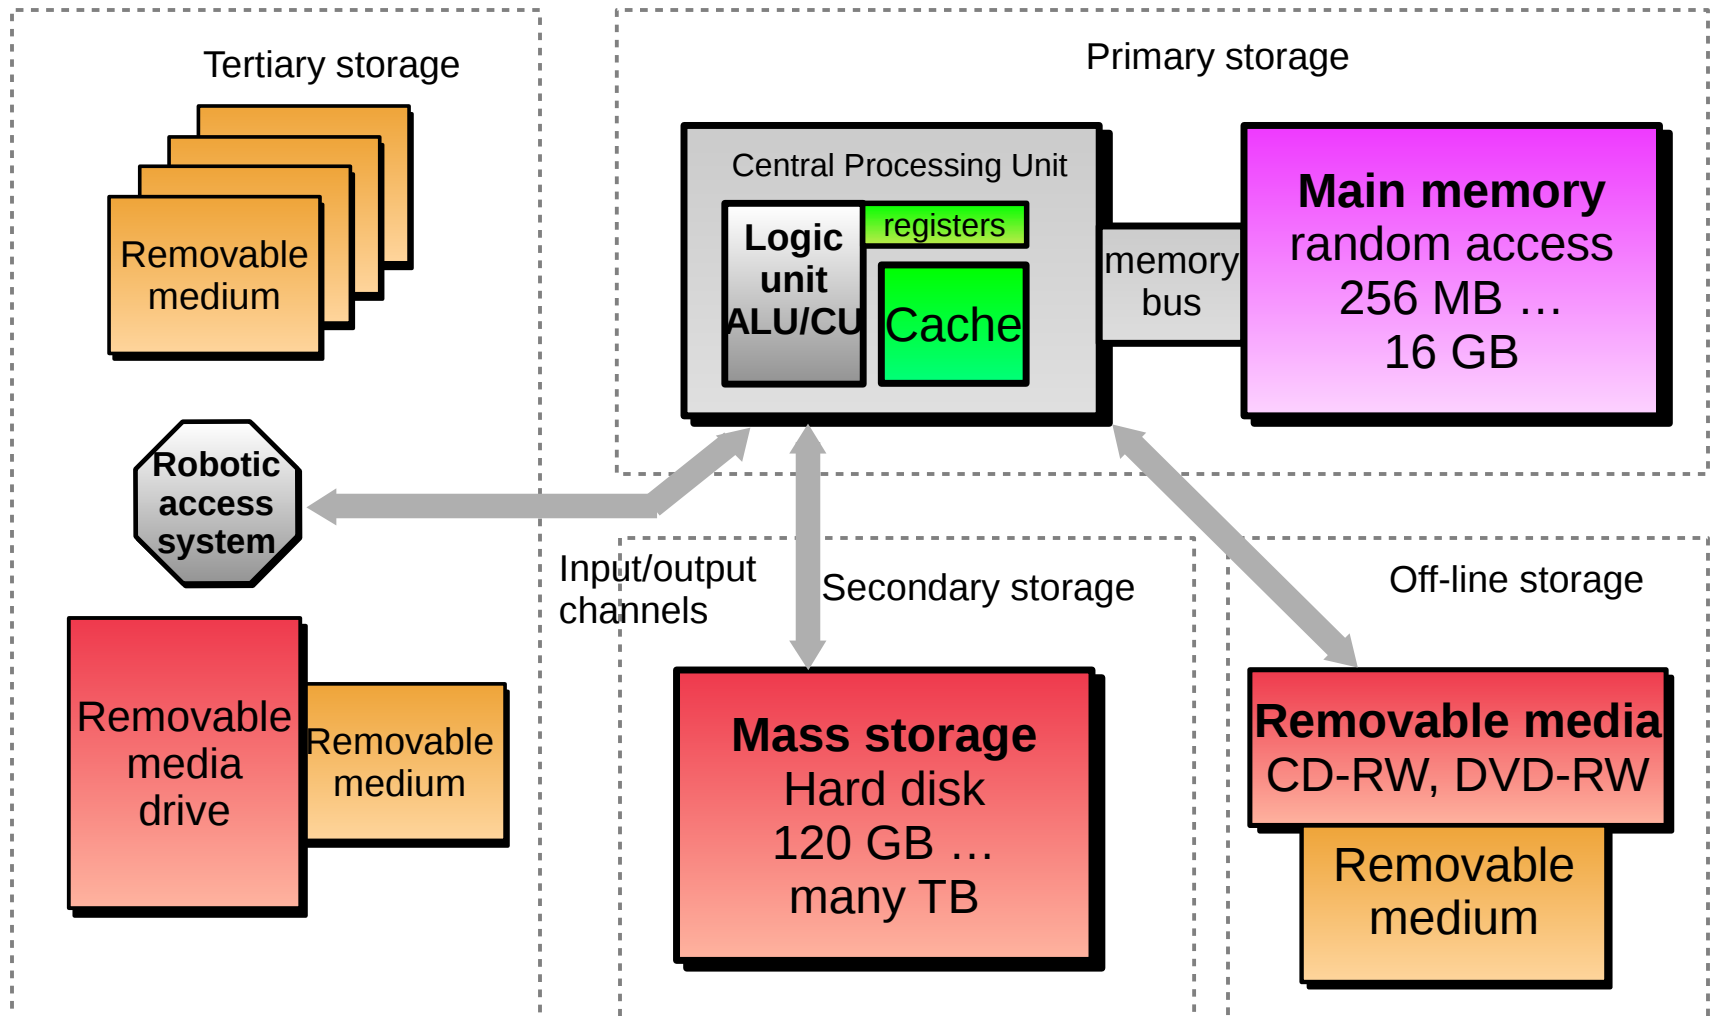 Tertiary storage
Removable
medium
Robotic
access
system
Removable
media
drive
Removable
medium
Primary storage
Central Processing Unit
Logic
unit
ALU/CU
registers
Cache
memory
bus
Main memory
random access
256 MB …
16 GB
Input/output
channels
Secondary storage
Mass storage
Hard disk
120 GB …
many TB
Off-line storage
Removable media
CD-RW, DVD-RW
Removable
medium